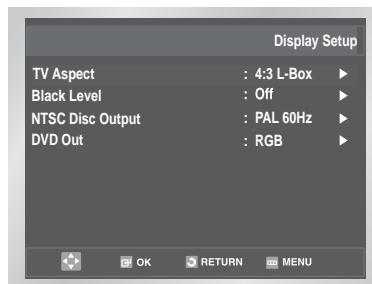 Display Setup
TV Aspect : 4:3 L-Box ►
Black Level : Off ►
NTSC Disc Output : PAL 60Hz ►
DVD Out : RGB ►
OK RETURN MENU